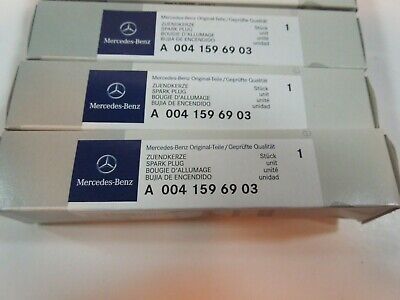 Mercedes-Benz
Mercedes-Benz Original-Teile/Geprüfte Qualität
ZUENDKERZE Stück 1
SPARK PLUG unit
BOUGIE D'ALLUMAGE unité
BUJIA DE ENCENDIDO unidad
A 004 159 69 03
Mercedes-Benz
Mercedes-Benz Original-Teile/Geprüfte Qualität
ZUENDKERZE Stück 1
SPARK PLUG unit
BOUGIE D'ALLUMAGE unité
BUJIA DE ENCENDIDO unidad
A 004 159 69 03
Mercedes-Benz
Mercedes-Benz Original-Teile/Geprüfte Qualität
ZUENDKERZE Stück 1
SPARK PLUG unit
BOUGIE D'ALLUMAGE unité
BUJIA DE ENCENDIDO unidad
A 004 159 69 03